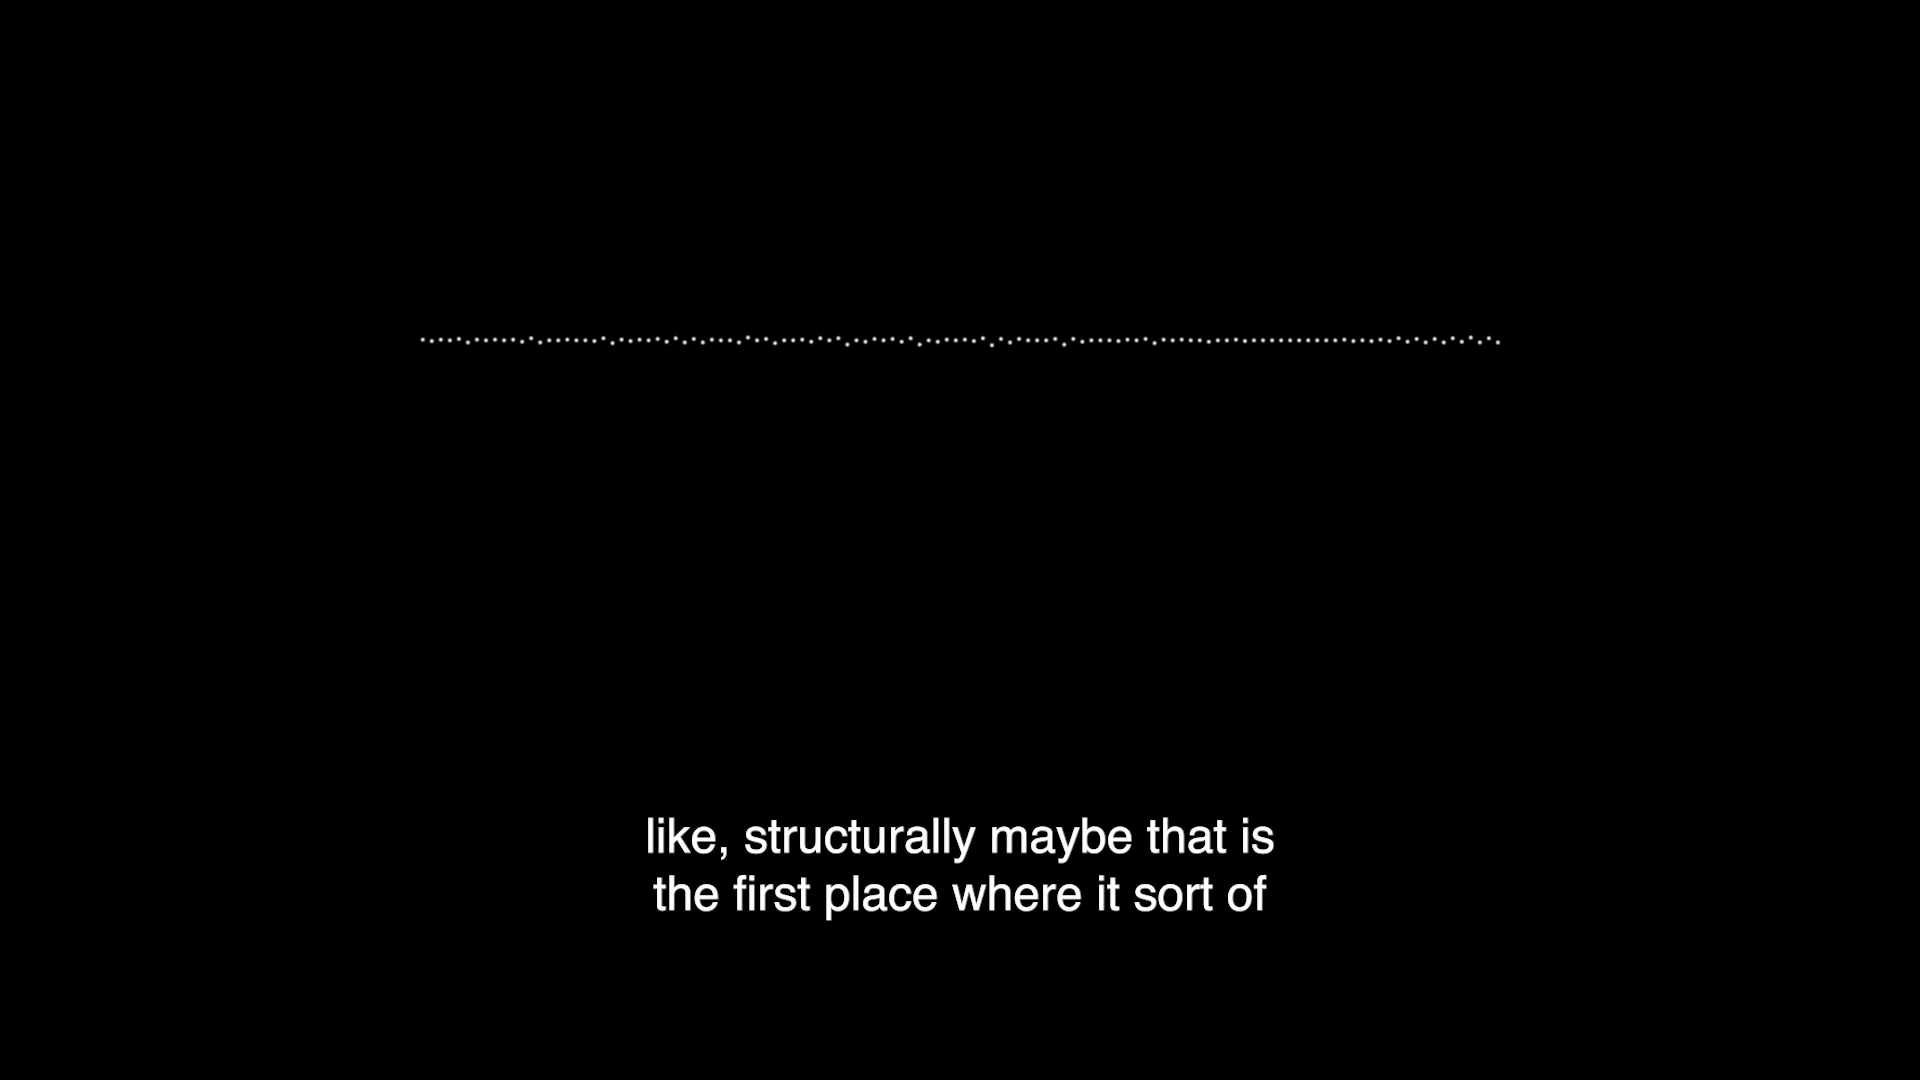 like, structurally maybe that is
the first place where it sort of